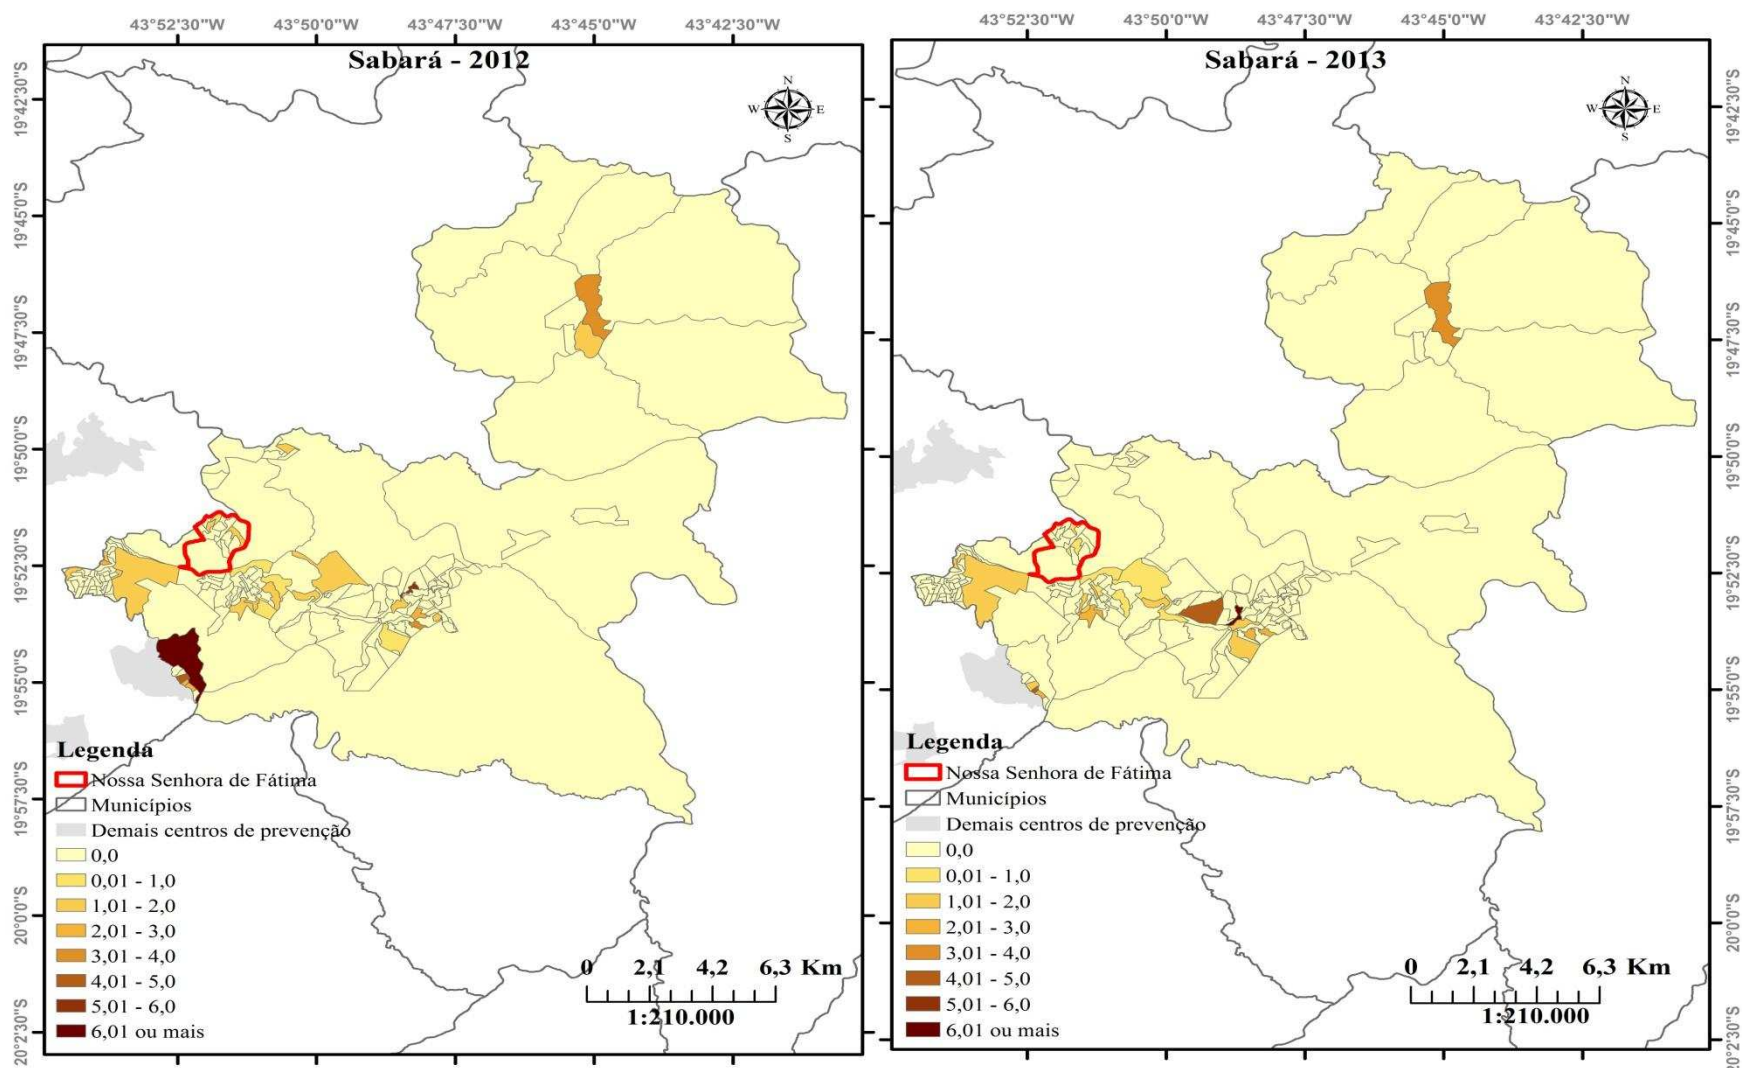 43°52'30"W 43°50'0"W 43°47'30"W 43°45'0"W 43°42'30"W
Sabará - 2012
N
W E
S
19°42'30"S
19°45'0"S
19°47'30"S
19°50'0"S
19°52'30"S
19°55'0"S
19°57'30"S
20°0'0"S
20°2'30"S
Legenda
Nossa Senhora de Fátima
Municípios
Demais centros de prevenção
0,0
0,01 - 1,0
1,01 - 2,0
2,01 - 3,0
3,01 - 4,0
4,01 - 5,0
5,01 - 6,0
6,01 ou mais
0 2,1 4,2 6,3 Km
1:210.000
43°52'30"W 43°50'0"W 43°47'30"W 43°45'0"W 43°42'30"W
Sabará - 2013
N
W E
S
19°42'30"S
19°45'0"S
19°47'30"S
19°50'0"S
19°52'30"S
19°55'0"S
19°57'30"S
20°0'0"S
20°2'30"S
Legenda
Nossa Senhora de Fátima
Municípios
Demais centros de prevenção
0,0
0,01 - 1,0
1,01 - 2,0
2,01 - 3,0
3,01 - 4,0
4,01 - 5,0
5,01 - 6,0
6,01 ou mais
0 2,1 4,2 6,3 Km
1:210.000